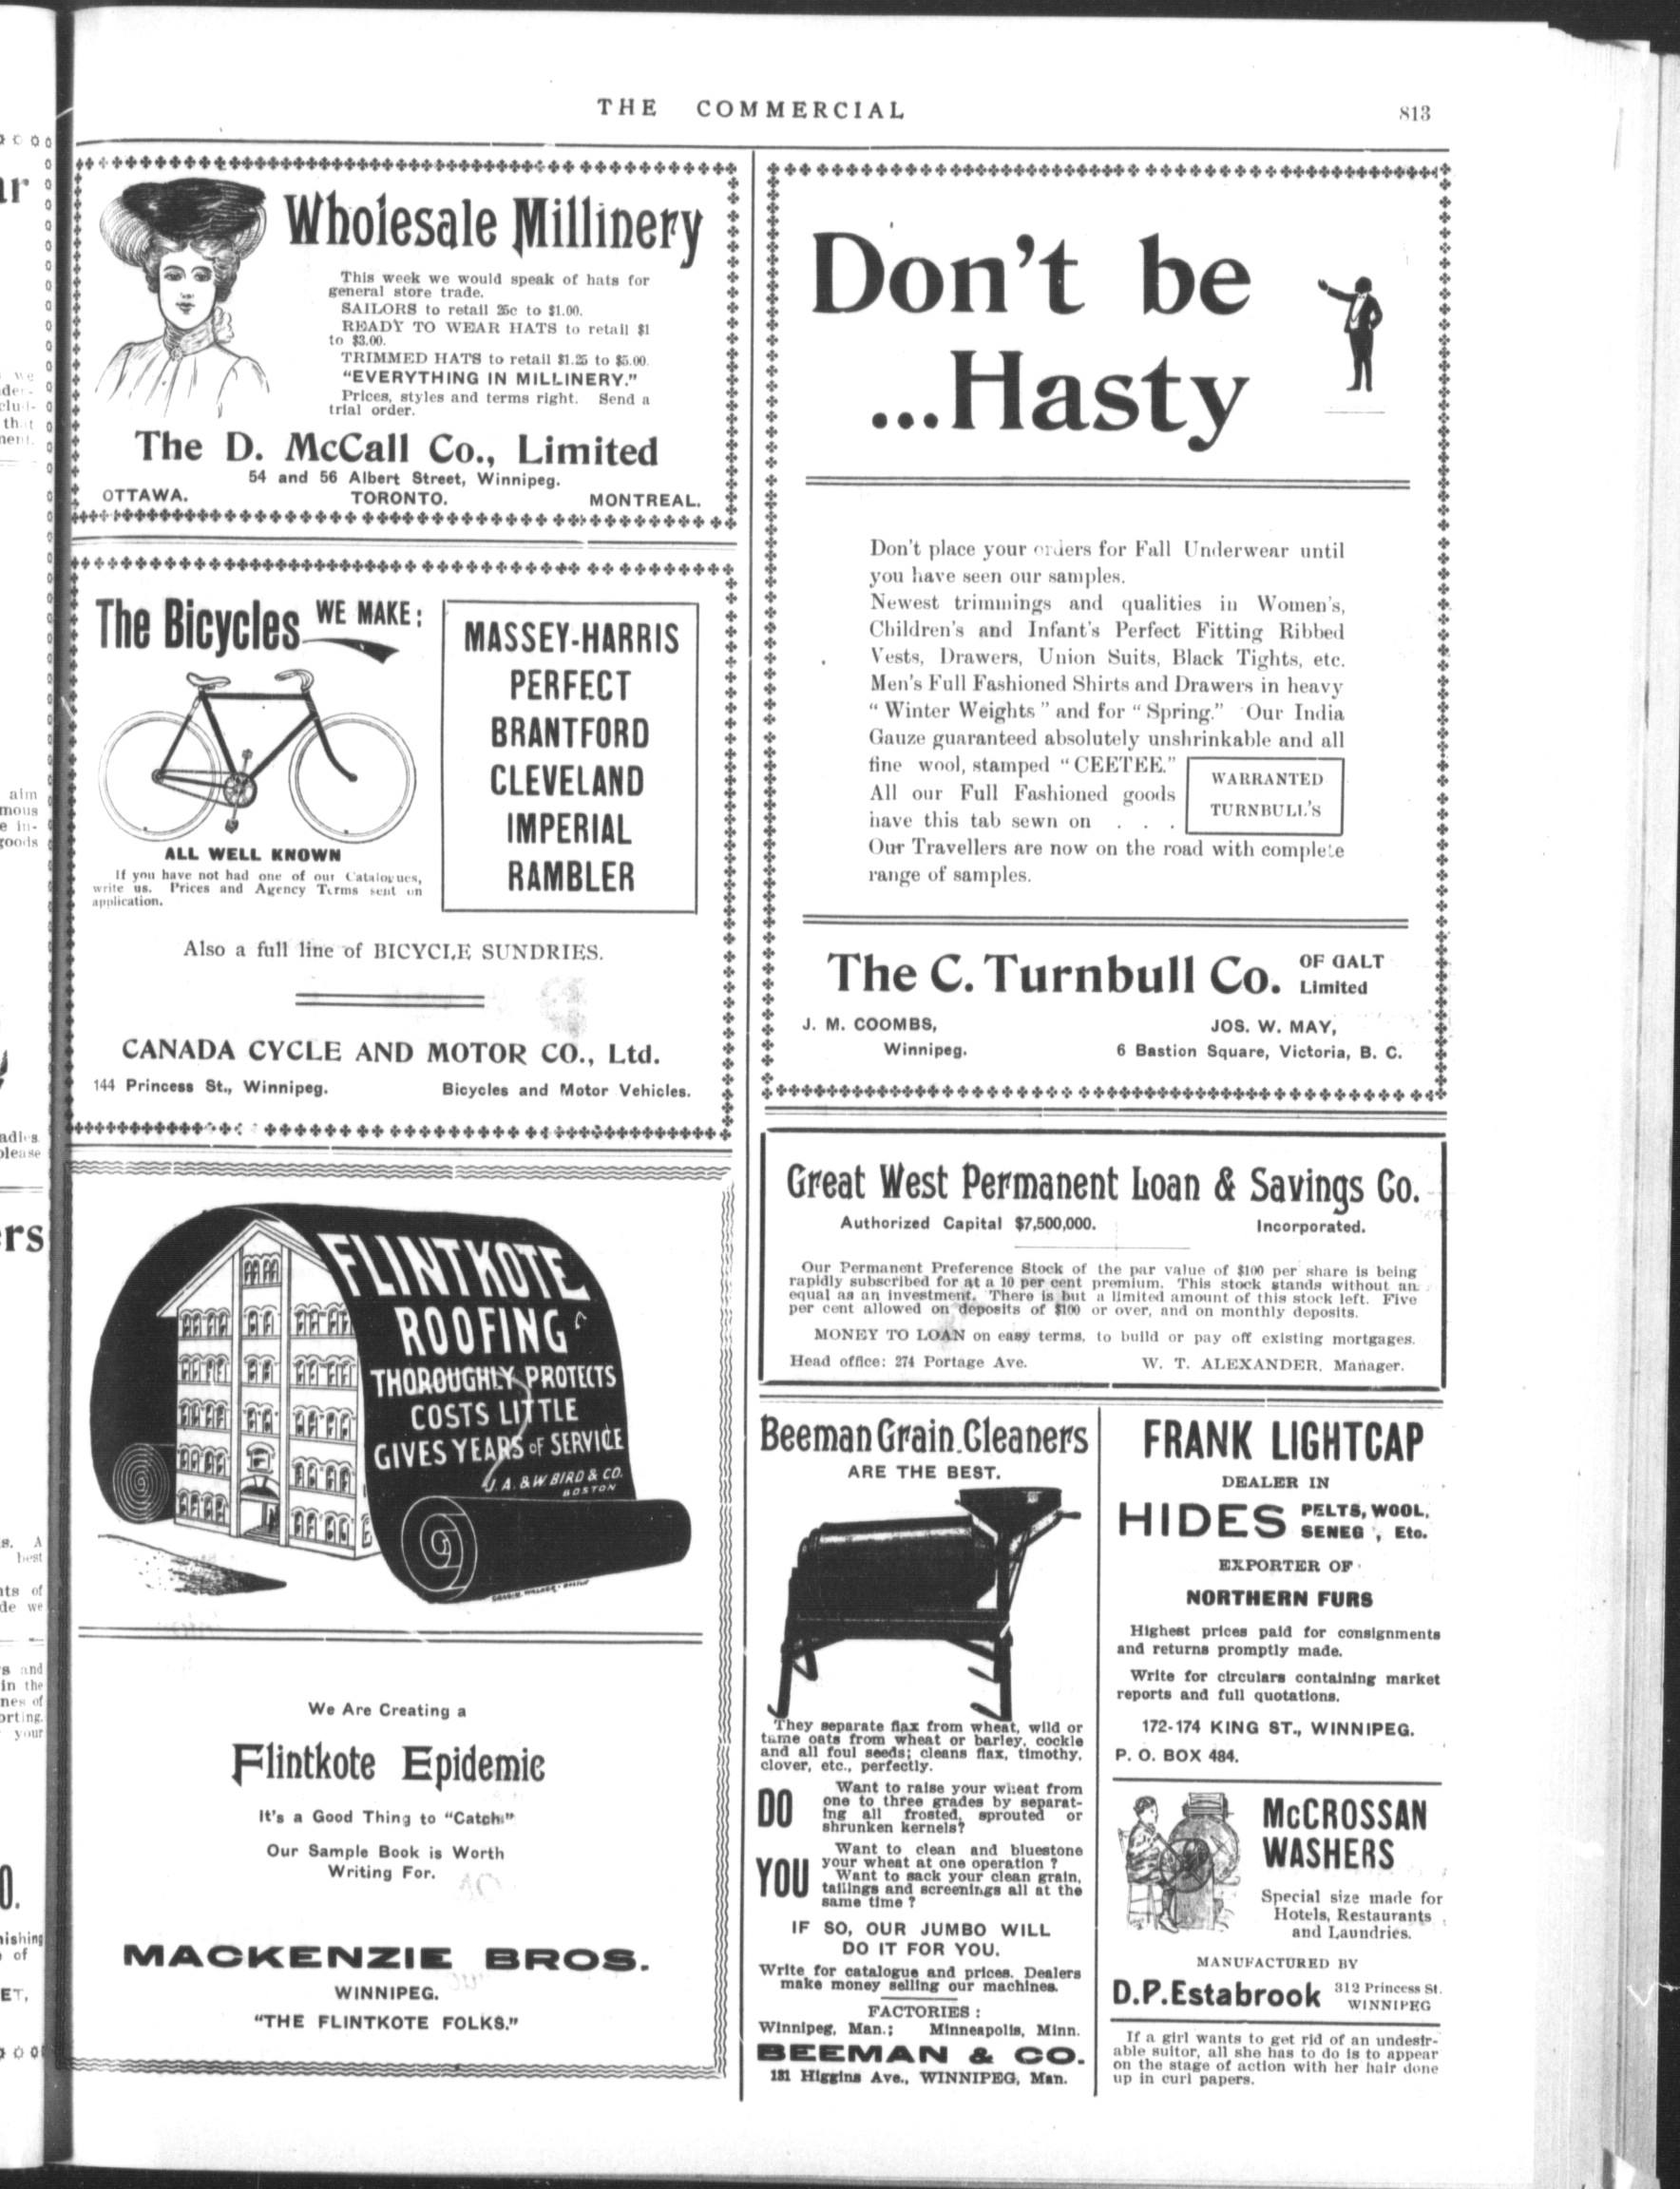 THE COMMERCIAL
813
Wholesale Millinery
This week we would speak of hats for
general store trade.
SAILORS to retail 25c to $1.00.
READY TO WEAR HATS to retail $1
to $3.00.
TRIMMED HATS to retail $1.25 to $5.00.
"EVERYTHING IN MILLINERY."
Prices, styles and terms right. Send a
trial order.
The D. McCall Co., Limited
54 and 56 Albert Street, Winnipeg.
OTTAWA. TORONTO. MONTREAL.
The Bicycles WE MAKE:
MASSEY-HARRIS
PERFECT
BRANTFORD
CLEVELAND
IMPERIAL
RAMBLER
ALL WELL KNOWN
If you have not had one of our Catalogues,
write us. Prices and Agency Terms sent on
application.
Also a full line of BICYCLE SUNDRIES.
CANADA CYCLE AND MOTOR CO., Ltd.
144 Princess St., Winnipeg. Bicycles and Motor Vehicles.
FLINTKOTE
ROOFING
THOROUGHLY PROTECTS
COSTS LITTLE
GIVES YEARS OF SERVICE
J. A. & W. BIRD & CO.
BOSTON
We Are Creating a
Flintkote Epidemic
It's a Good Thing to "Catch"
Our Sample Book is Worth
Writing For.
MACKENZIE BROS.
WINNIPEG.
"THE FLINTKOTE FOLKS."
Don't be
...Hasty
Don't place your orders for Fall Underwear until
you have seen our samples.
Newest trimmings and qualities in Women's,
Children's and Infant's Perfect Fitting Ribbed
Vests, Drawers, Union Suits, Black Tights, etc.
Men's Full Fashioned Shirts and Drawers in heavy
"Winter Weights" and for "Spring." Our India
Gauze guaranteed absolutely unshrinkable and all
fine wool, stamped "CEETEE."
All our Full Fashioned goods
have this tab sewn on . . .
WARRANTED
TURNBULL'S
Our Travellers are now on the road with complete
range of samples.
The C. Turnbull Co. OF GALT
Limited
J. M. COOMBS,
Winnipeg.
JOS. W. MAY,
6 Bastion Square, Victoria, B. C.
Great West Permanent Loan & Savings Co.
Authorized Capital $7,500,000. Incorporated.
Our Permanent Preference Stock of the par value of $100 per share is being
rapidly subscribed for at a 10 per cent premium. This stock stands without an
equal as an investment. There is but a limited amount of this stock left. Five
per cent allowed on deposits of $100 or over, and on monthly deposits.
MONEY TO LOAN on easy terms, to build or pay off existing mortgages.
Head office: 274 Portage Ave. W. T. ALEXANDER, Manager.
Beeman Grain Cleaners
ARE THE BEST.
They separate flax from wheat, wild or
tame oats from wheat or barley, cockle
and all foul seeds; cleans flax, timothy,
clover, etc., perfectly.
DO
Want to raise your wheat from
one to three grades by separat-
ing all frosted, sprouted or
shrunken kernels?
YOU
Want to clean and bluestone
your wheat at one operation ?
Want to sack your clean grain,
tailings and screenings all at the
same time ?
IF SO, OUR JUMBO WILL
DO IT FOR YOU.
Write for catalogue and prices. Dealers
make money selling our machines.
FACTORIES :
Winnipeg, Man.; Minneapolis, Minn.
BEEMAN & CO.
131 Higgins Ave., WINNIPEG, Man.
FRANK LIGHTCAP
DEALER IN
HIDES PELTS, WOOL,
SENEG , Etc.
EXPORTER OF
NORTHERN FURS
Highest prices paid for consignments
and returns promptly made.
Write for circulars containing market
reports and full quotations.
172-174 KING ST., WINNIPEG.
P. O. BOX 484.
McCROSSAN
WASHERS
Special size made for
Hotels, Restaurants
and Laundries.
MANUFACTURED BY
D.P.Estabrook 312 Princess St.
WINNIPEG
If a girl wants to get rid of an undesir-
able suitor, all she has to do is to appear
on the stage of action with her hair done
up in curl papers.